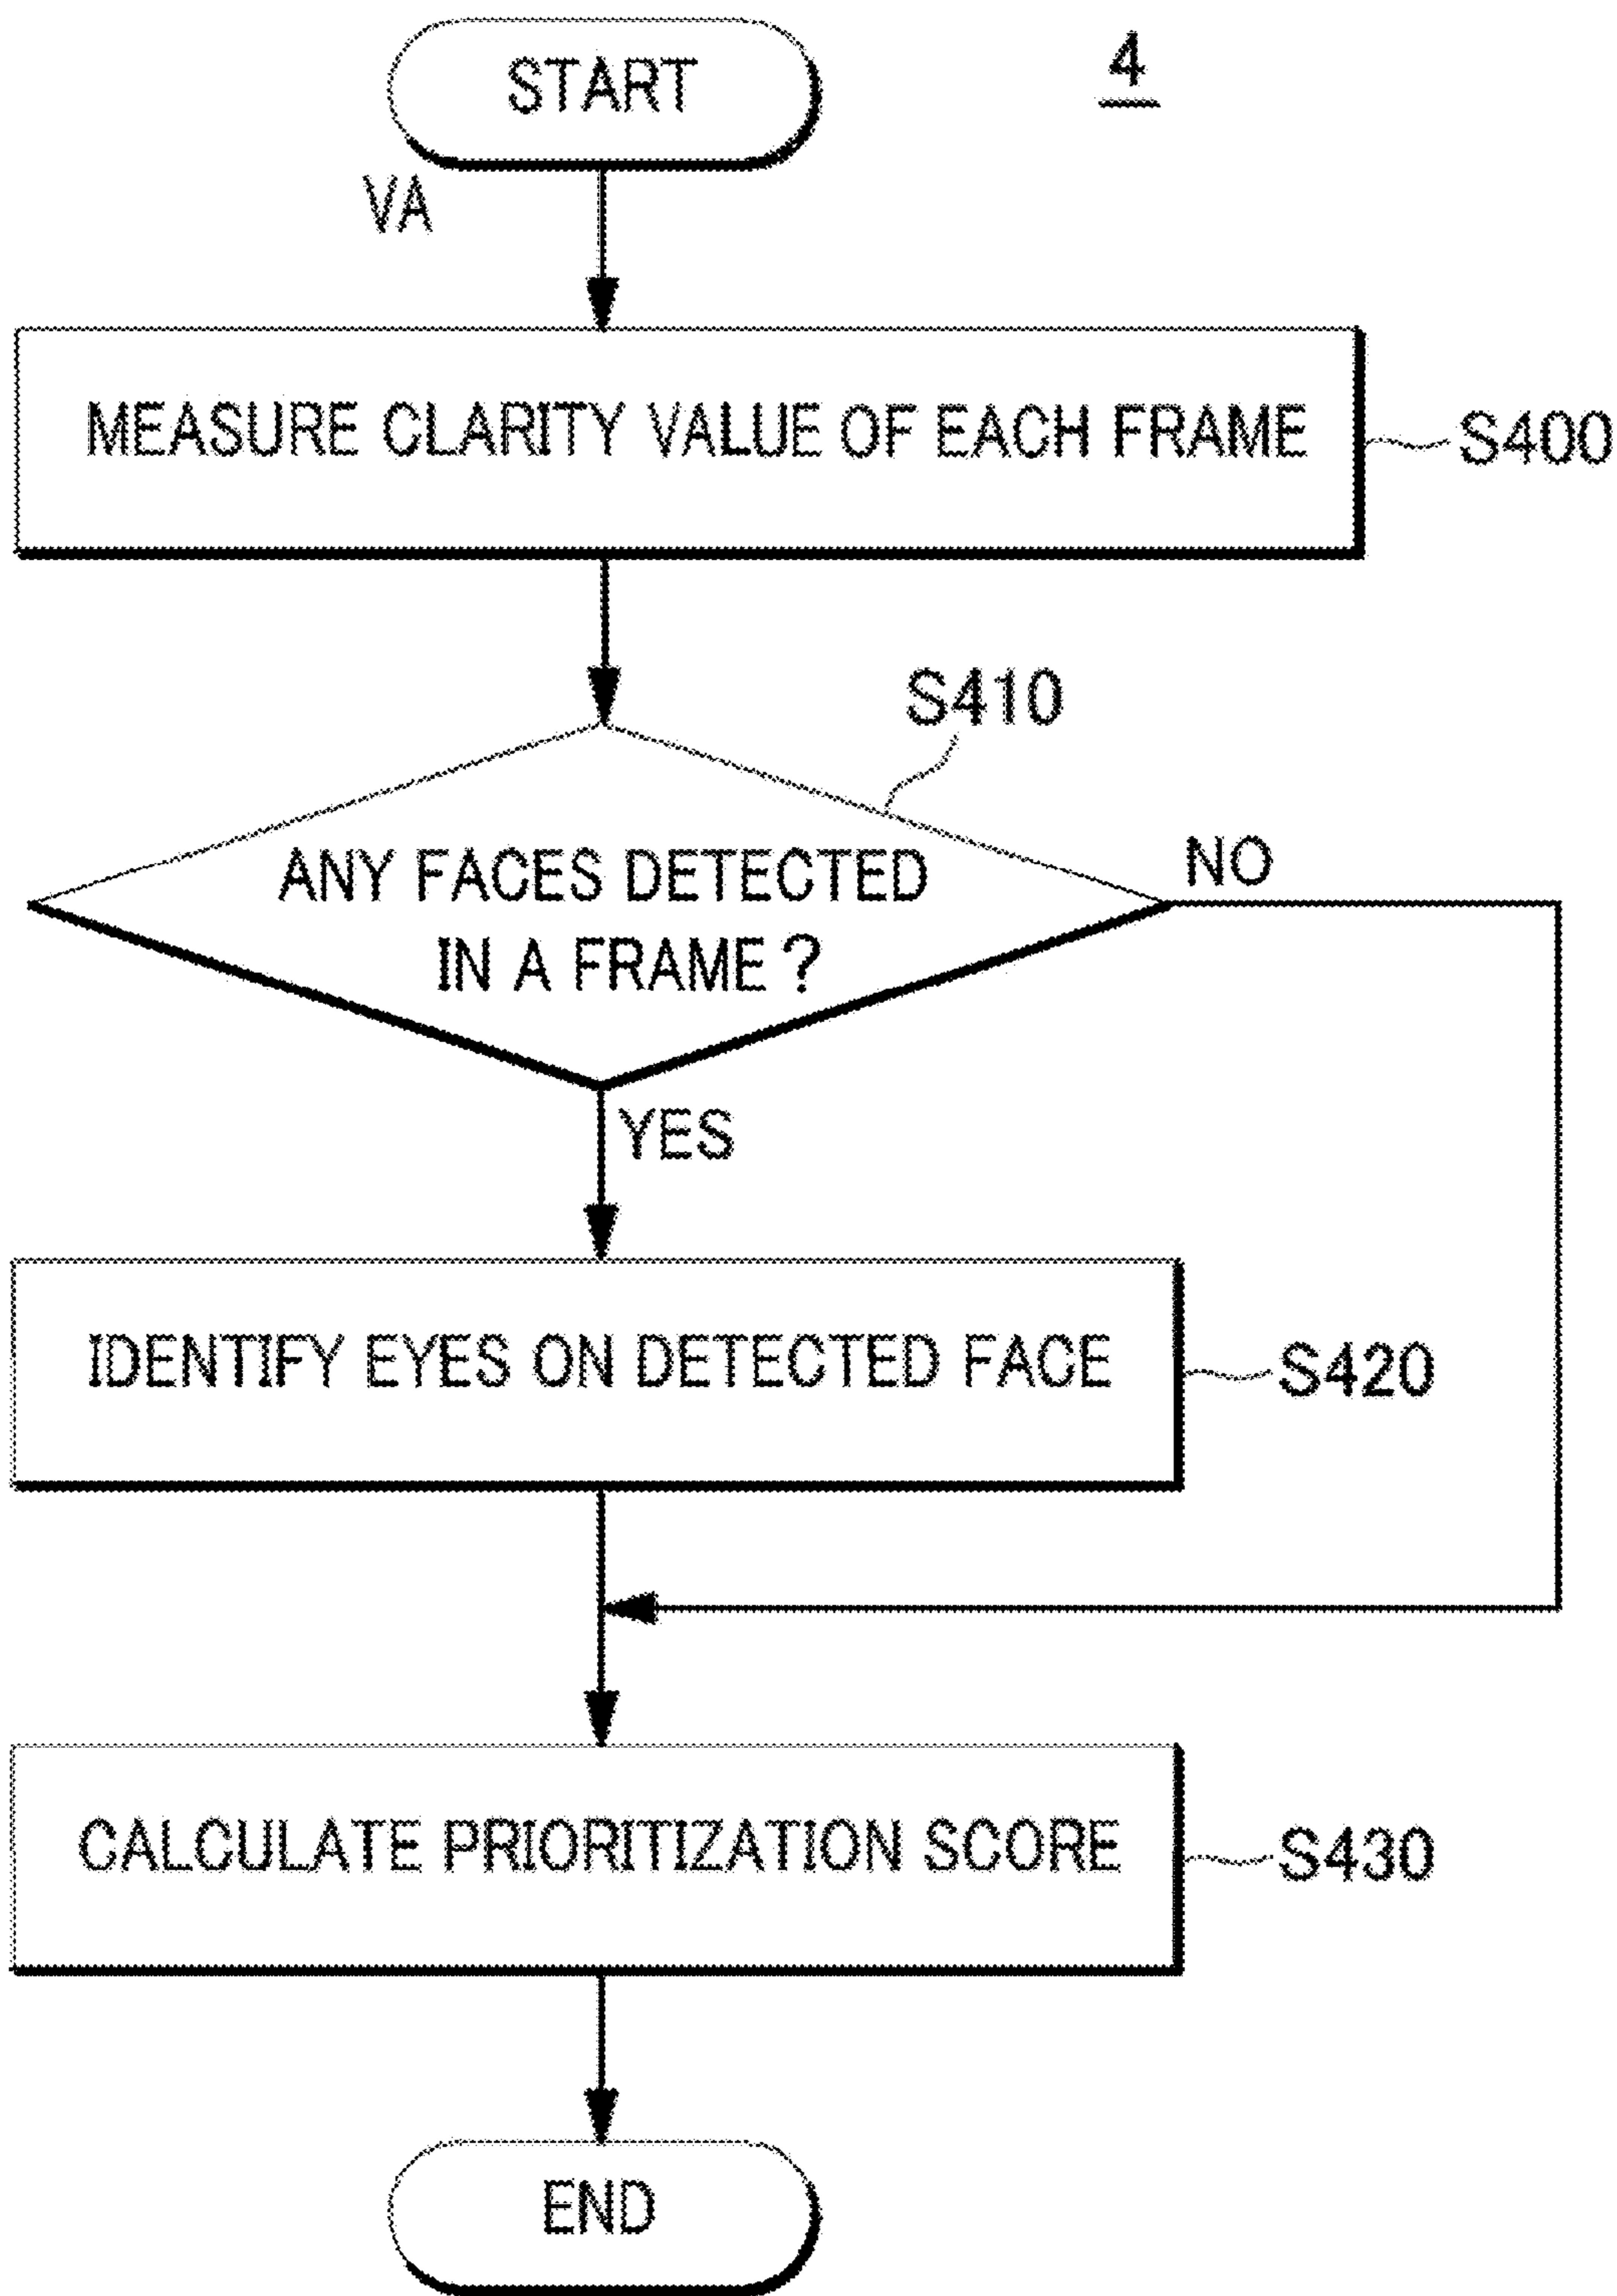 START
4
VA
MEASURE CLARITY VALUE OF EACH FRAME
S400
S410
ANY FACES DETECTED
IN A FRAME?
NO
YES
IDENTIFY EYES ON DETECTED FACE
S420
CALCULATE PRIORITIZATION SCORE
S430
END